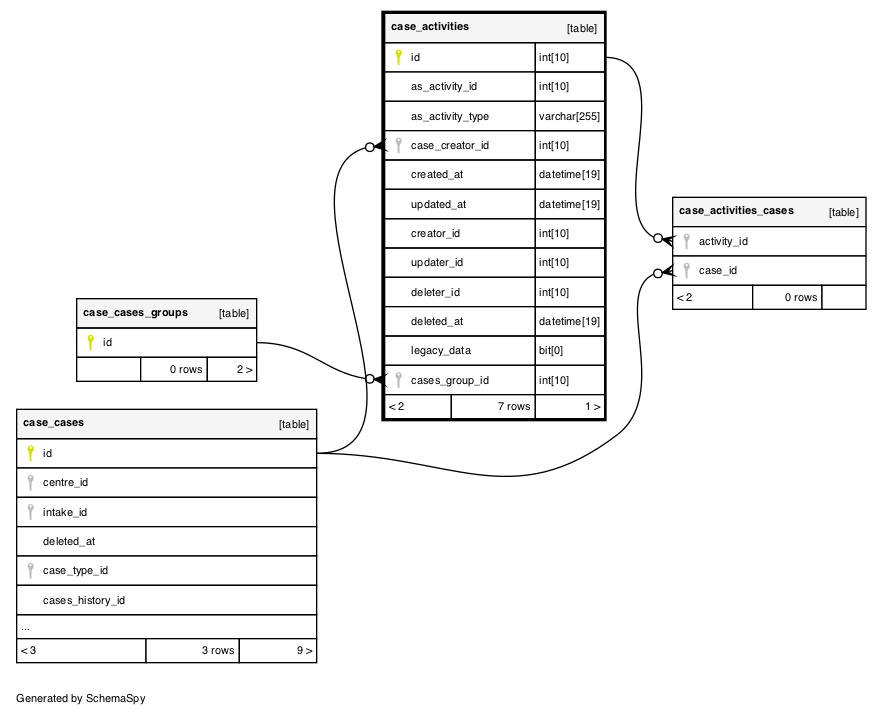 case_activities [table]
id int[10]
as_activity_id int[10]
as_activity_type varchar[255]
case_creator_id int[10]
created_at datetime[19]
updated_at datetime[19]
creator_id int[10]
updater_id int[10]
deleter_id int[10]
deleted_at datetime[19]
legacy_data bit[0]
cases_group_id int[10]
< 2 7 rows 1 >
case_activities_cases [table]
activity_id
case_id
< 2 0 rows
case_cases_groups [table]
id
0 rows 2 >
case_cases [table]
id
centre_id
intake_id
deleted_at
case_type_id
cases_history_id
...
< 3 3 rows 9 >
Generated by SchemaSpy